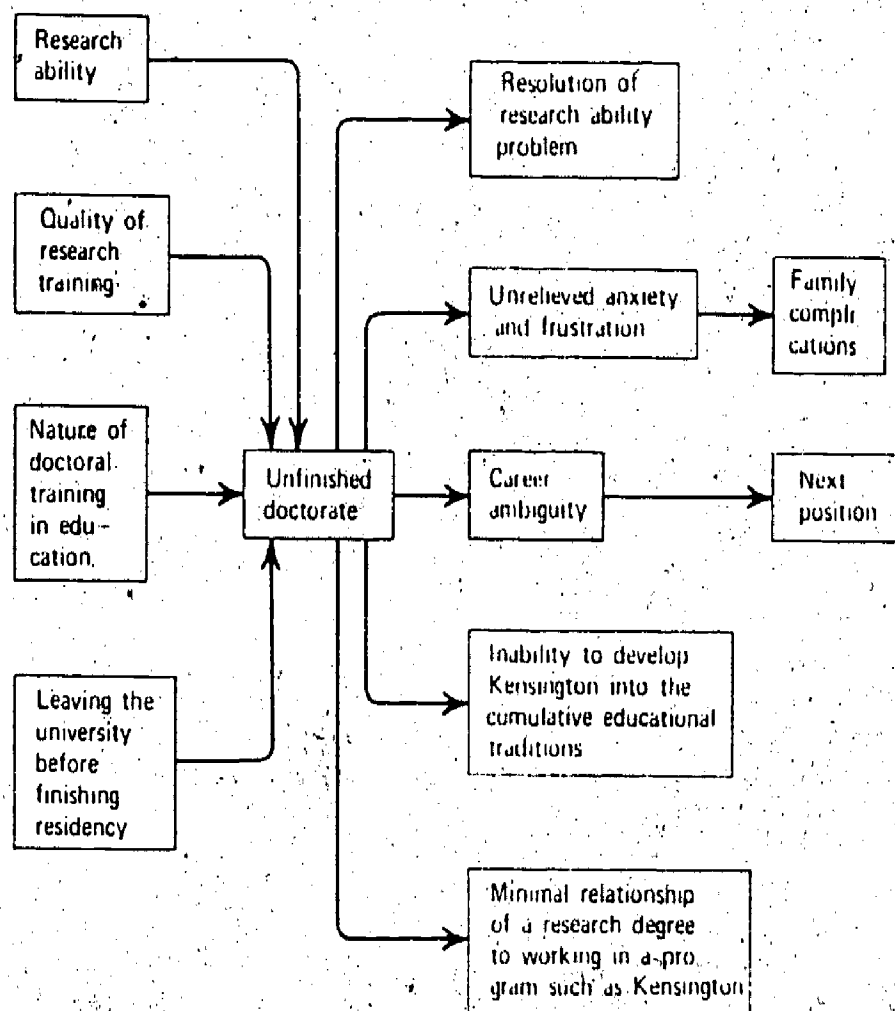 Research
ability
Quality of
research
training
Nature of
doctoral
training
in edu-
cation.
Leaving the
university
before
finishing
residency
Unfinished
doctorate
Resolution of
research ability
problem
Unrelieved anxiety
and frustration
Family
compli
cations
Career
ambiguity
Next
position
Inability to develop
Kensington into the
cumulative educational
traditions
Minimal relationship
of a research degree
to working in a pro
gram such as Kensington